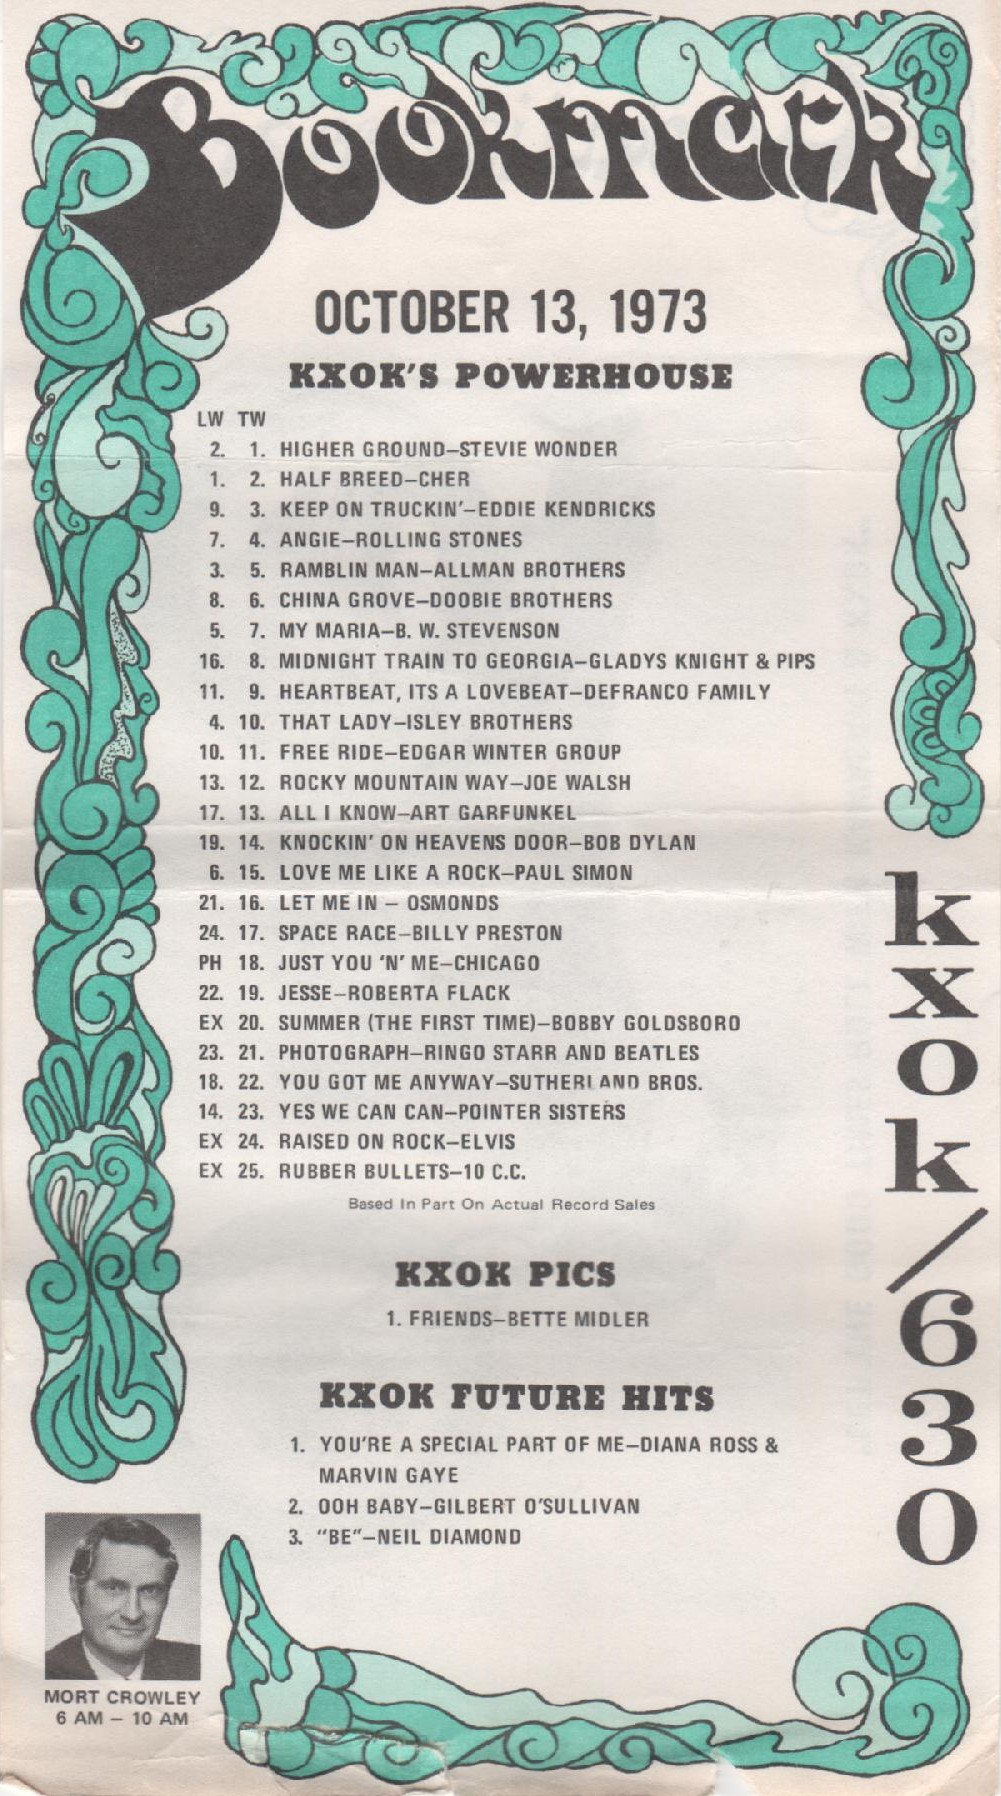 Bookmark
OCTOBER 13, 1973
KXOK'S POWERHOUSE
LW TW
2. 1. HIGHER GROUND–STEVIE WONDER
1. 2. HALF BREED–CHER
9. 3. KEEP ON TRUCKIN'–EDDIE KENDRICKS
7. 4. ANGIE–ROLLING STONES
3. 5. RAMBLIN MAN–ALLMAN BROTHERS
8. 6. CHINA GROVE–DOOBIE BROTHERS
5. 7. MY MARIA–B. W. STEVENSON
16. 8. MIDNIGHT TRAIN TO GEORGIA–GLADYS KNIGHT & PIPS
11. 9. HEARTBEAT, ITS A LOVEBEAT–DEFRANCO FAMILY
4. 10. THAT LADY–ISLEY BROTHERS
10. 11. FREE RIDE–EDGAR WINTER GROUP
13. 12. ROCKY MOUNTAIN WAY–JOE WALSH
17. 13. ALL I KNOW–ART GARFUNKEL
19. 14. KNOCKIN' ON HEAVENS DOOR–BOB DYLAN
6. 15. LOVE ME LIKE A ROCK–PAUL SIMON
21. 16. LET ME IN – OSMONDS
24. 17. SPACE RACE–BILLY PRESTON
PH 18. JUST YOU 'N' ME–CHICAGO
22. 19. JESSE–ROBERTA FLACK
EX 20. SUMMER (THE FIRST TIME)–BOBBY GOLDSBORO
23. 21. PHOTOGRAPH–RINGO STARR AND BEATLES
18. 22. YOU GOT ME ANYWAY–SUTHERLAND BROS.
14. 23. YES WE CAN CAN–POINTER SISTERS
EX 24. RAISED ON ROCK–ELVIS
EX 25. RUBBER BULLETS–10 C.C.
Based In Part On Actual Record Sales
KXOK PICS
1. FRIENDS–BETTE MIDLER
KXOK FUTURE HITS
1. YOU'RE A SPECIAL PART OF ME–DIANA ROSS &
MARVIN GAYE
2. OOH BABY–GILBERT O'SULLIVAN
3. "BE"–NEIL DIAMOND
kxok/630
MORT CROWLEY
6 AM – 10 AM